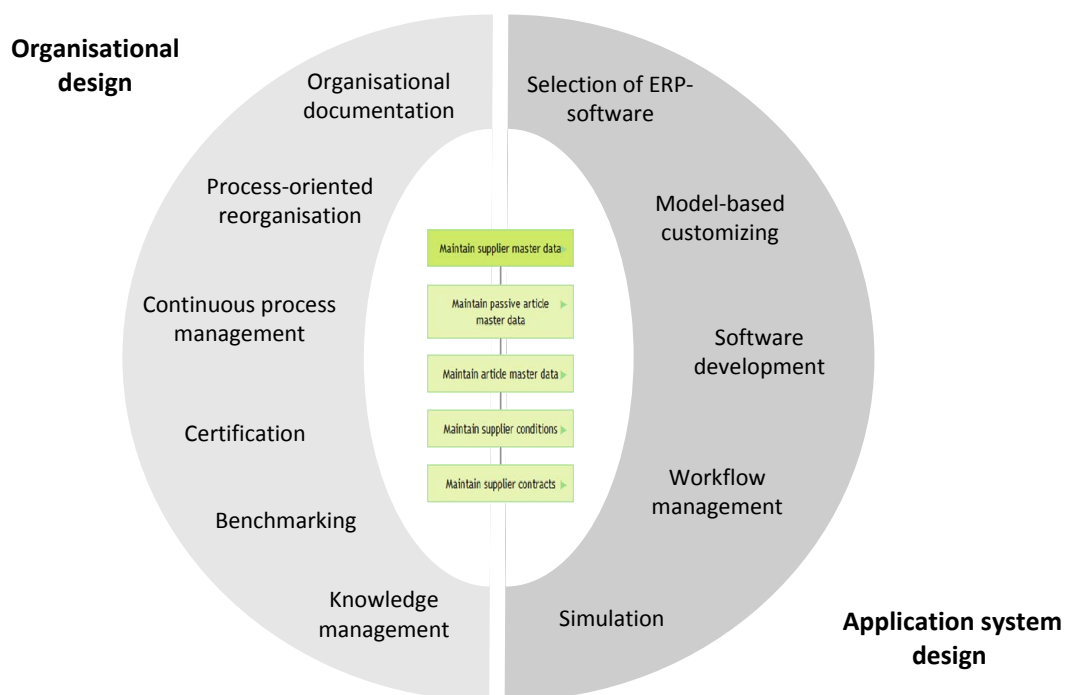 Organisational
design
Organisational
documentation
Process-oriented
reorganisation
Continuous process
management
Certification
Benchmarking
Knowledge
management
Maintain supplier master data
Maintain passive article
master data
Maintain article master data
Maintain supplier conditions
Maintain supplier contracts
Selection of ERP-
software
Model-based
customizing
Software
development
Workflow
management
Simulation
Application system
design